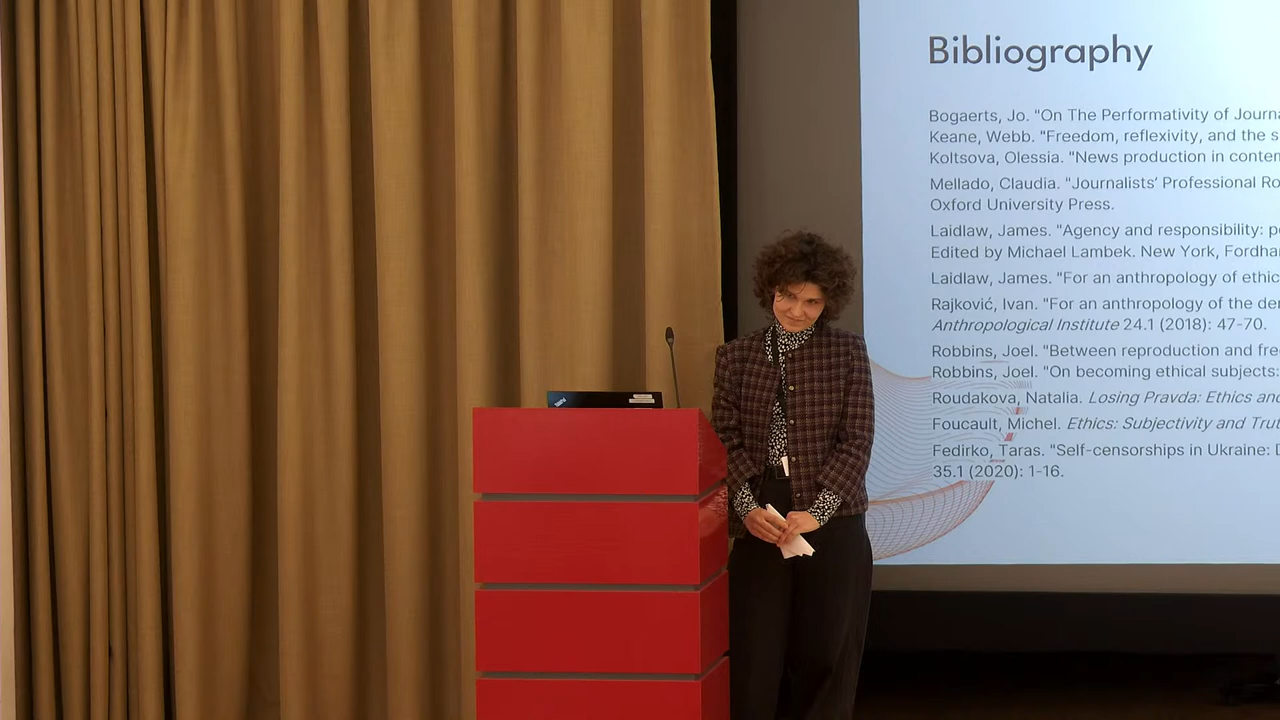 Bibliography
Bogaerts, Jo. "On The Performativity of Journ
Keane, Webb. "Freedom, reflexivity, and the s
Koltsova, Olessia. "News production in conte
Mellado, Claudia. "Journalists' Professional Ro
Oxford University Press.
Laidlaw, James. "Agency and responsibility: p
Edited by Michael Lambek. New York, Fordha
Laidlaw, James. "For an anthropology of ethic
Rajković, Ivan. "For an anthropology of the de
Anthropological Institute 24.1 (2018): 47-70.
Robbins, Joel. "Between reproduction and fre
Robbins, Joel. "On becoming ethical subjects:
Roudakova, Natalia. Losing Pravda: Ethics and
Foucault, Michel. Ethics: Subjectivity and Trut
Fedirko, Taras. "Self-censorships in Ukraine: D
35.1 (2020): 1-16.